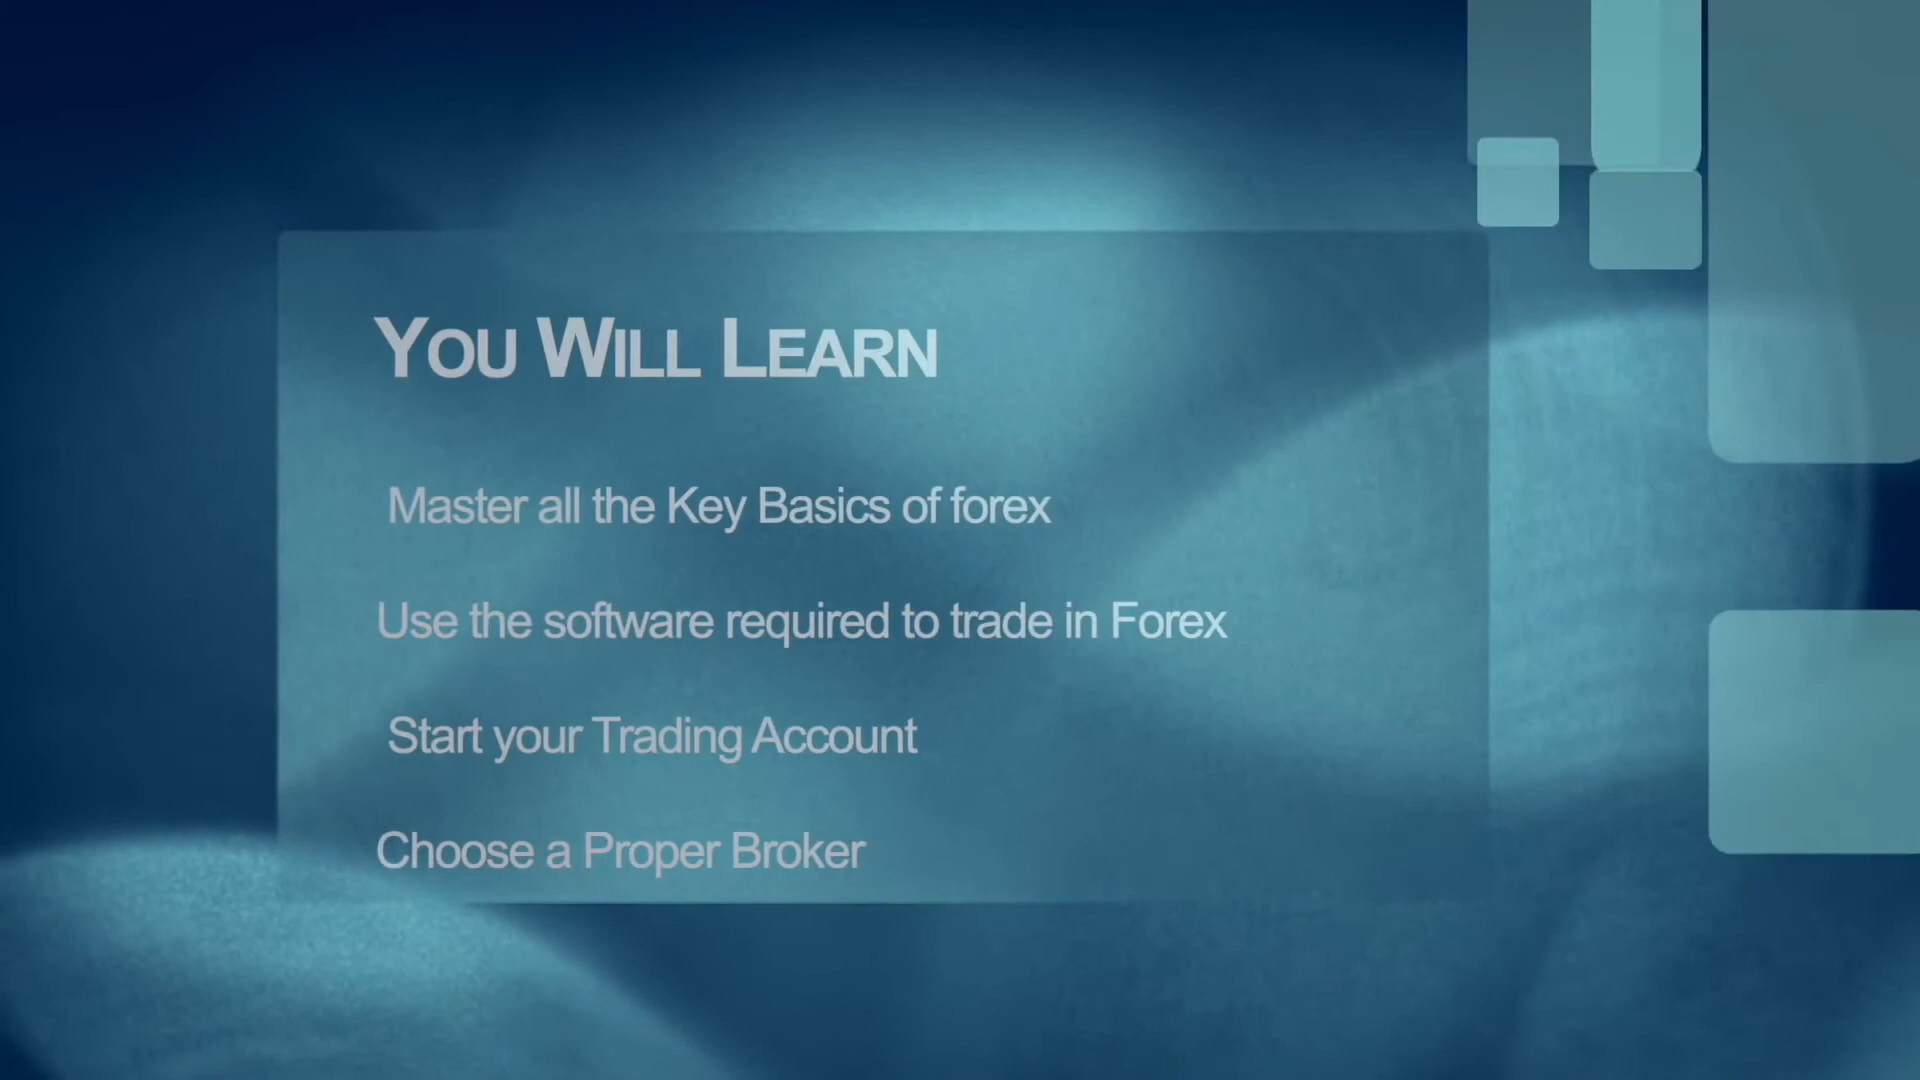 You Will Learn
Master all the Key Basics of forex
Use the software required to trade in Forex
Start your Trading Account
Choose a Proper Broker